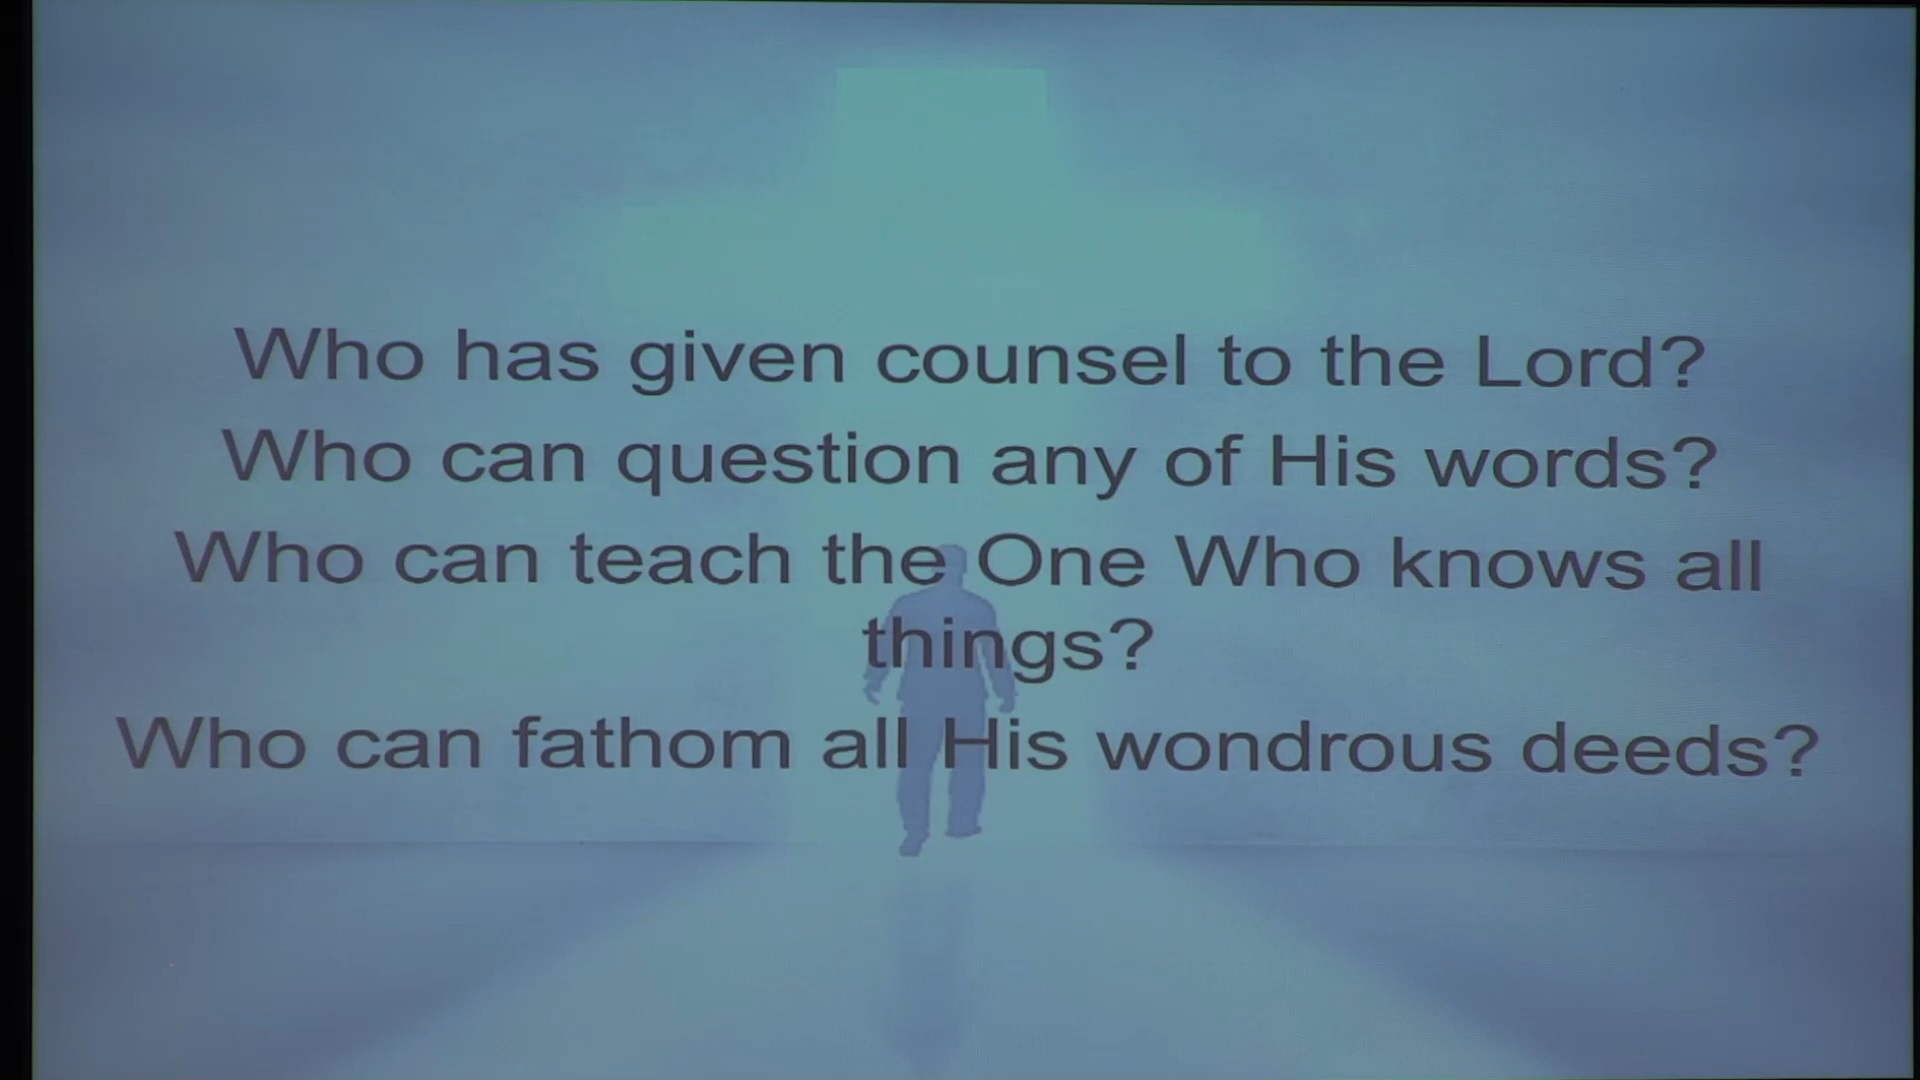 Who has given counsel to the Lord?
Who can question any of His words?
Who can teach the One Who knows all
things?
Who can fathom all His wondrous deeds?